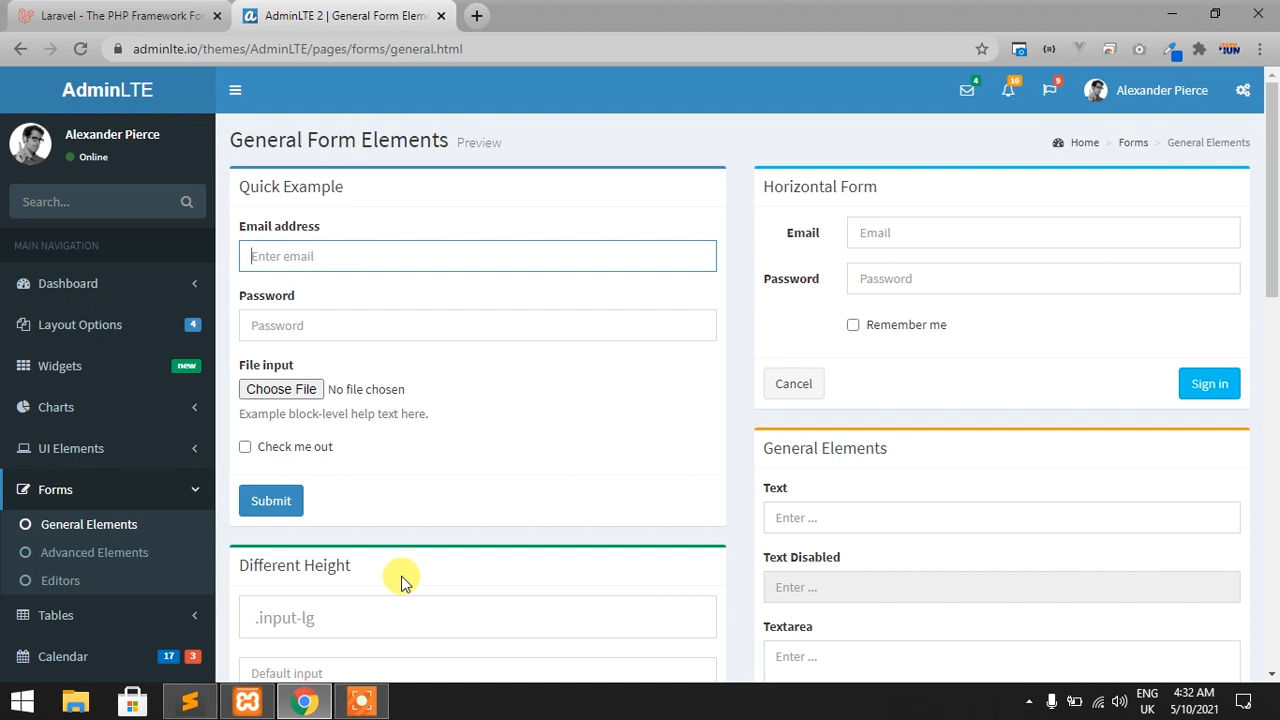 Laravel - The PHP Framework For
AdminLTE 2 | General Form Eleme
adminlte.io/themes/AdminLTE/pages/forms/general.html
AdminLTE
4
10
9
Alexander Pierce
Alexander Pierce
Online
Search...
MAIN NAVIGATION
Dashboard
Layout Options 4
Widgets new
Charts
UI Elements
Forms
General Elements
Advanced Elements
Editors
Tables
Calendar 17 3
General Form Elements Preview
Home > Forms > General Elements
Quick Example
Email address
Enter email
Password
Password
File input
Choose File No file chosen
Example block-level help text here.
Check me out
Submit
Different Height
.input-lg
Default input
Horizontal Form
Email Email
Password Password
Remember me
Cancel Sign in
General Elements
Text
Enter ...
Text Disabled
Enter ...
Textarea
Enter ...
ENG
UK
4:32 AM
5/10/2021